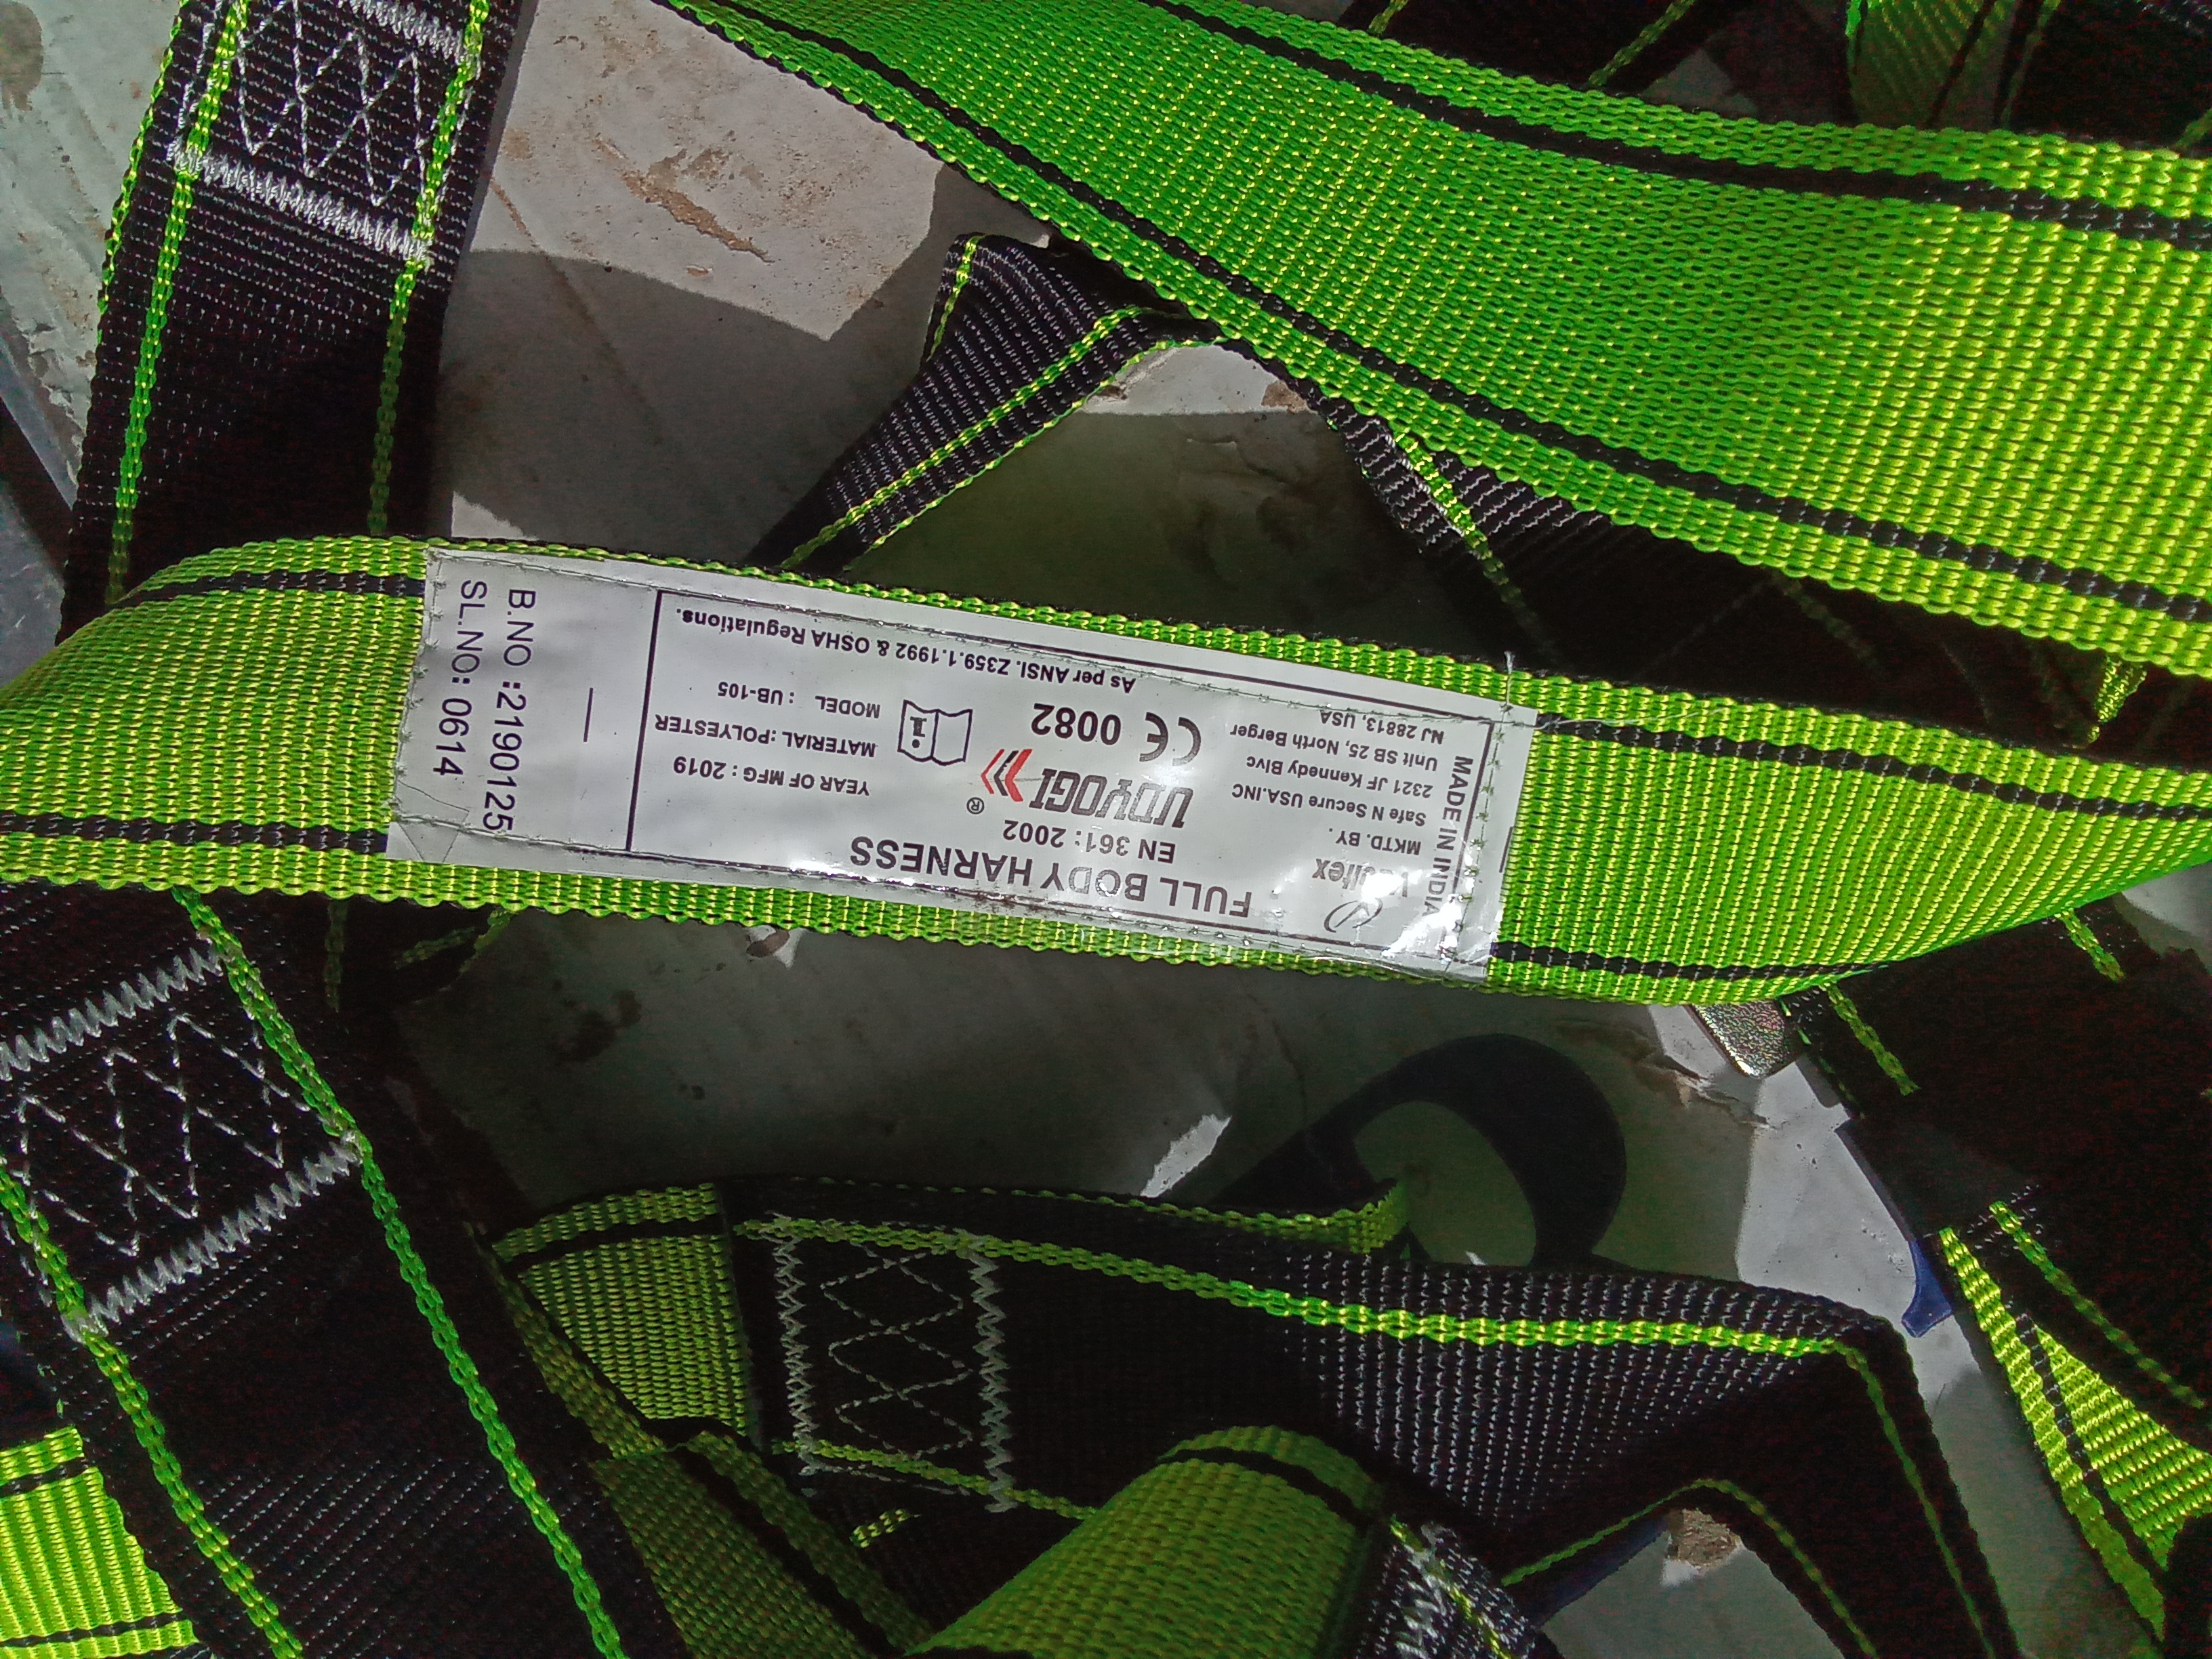 FULL BODY HARNESS
EN 361: 2002
UDYOGI ®
CE 0082
As per ANSI. Z359.1.1992 & OSHA Regulations.
YEAR OF MFG : 2019
MATERIAL :POLYESTER
MODEL : UB-105
MKTD. BY.
Safe N Secure USA.INC
2321 JF Kennedy Blvc
Unit SB 25, North Berger
NJ 28813, USA
MADE IN INDIA
B.NO :2190125
SL.NO: 0614